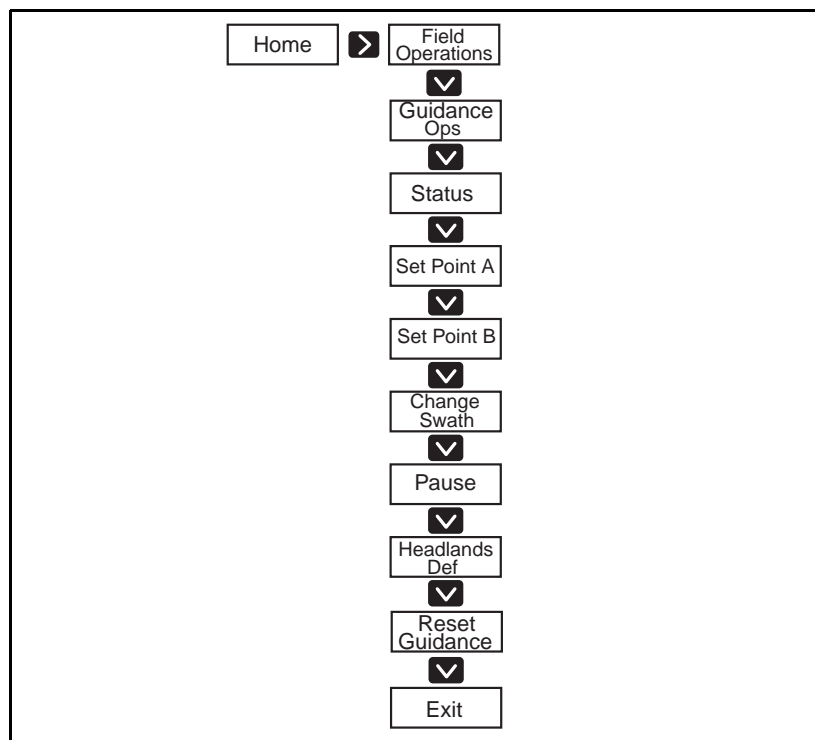 Home
Field
Operations
Guidance
Ops
Status
Set Point A
Set Point B
Change
Swath
Pause
Headlands
Def
Reset
Guidance
Exit